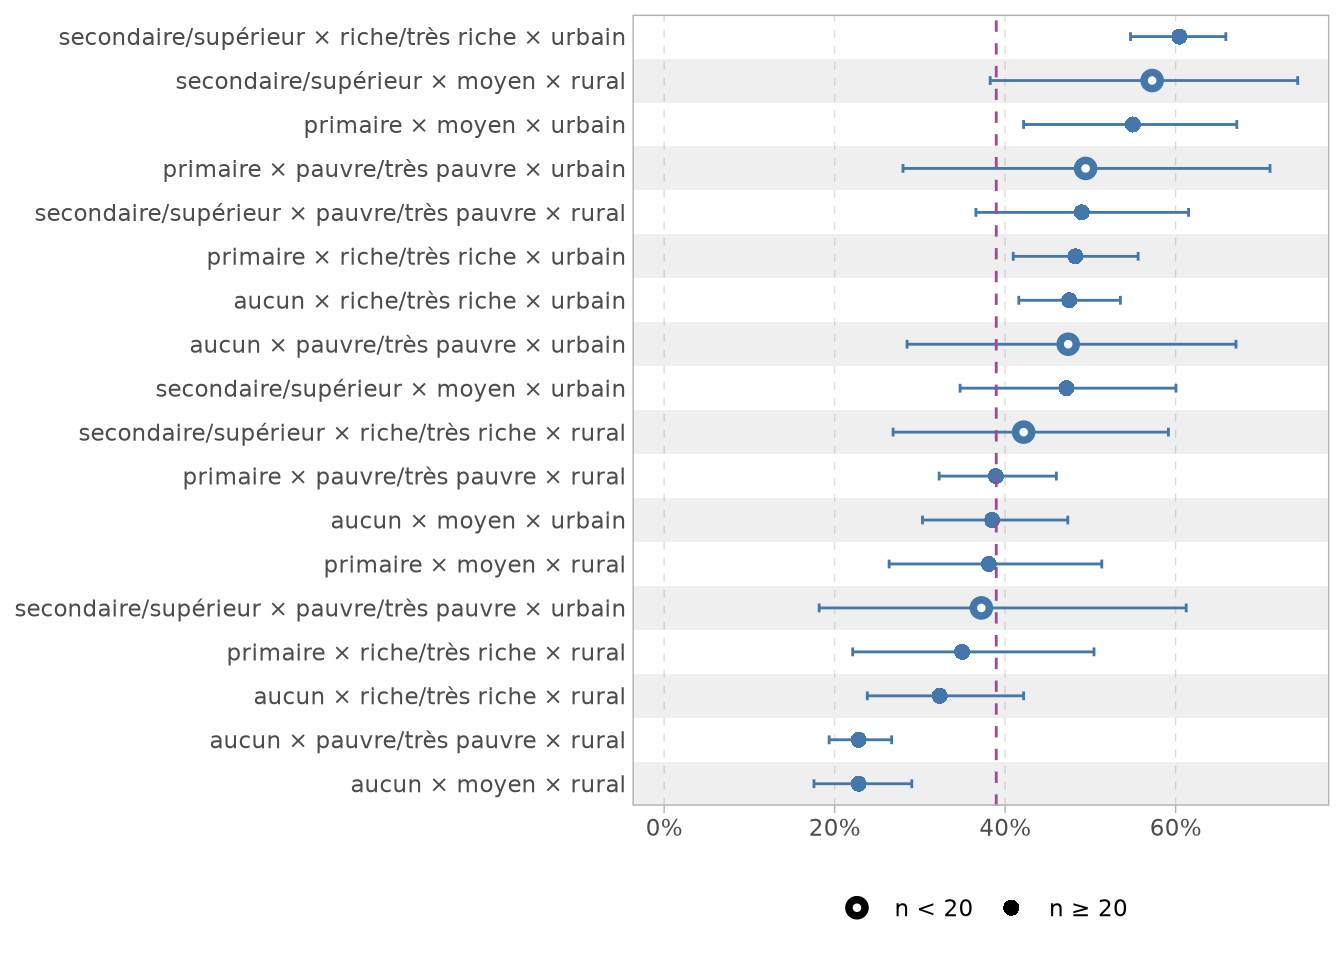 secondaire/supérieur × riche/très riche × urbain
secondaire/supérieur × moyen × rural
primaire × moyen × urbain
primaire × pauvre/très pauvre × urbain
secondaire/supérieur × pauvre/très pauvre × rural
primaire × riche/très riche × urbain
aucun × riche/très riche × urbain
aucun × pauvre/très pauvre × urbain
secondaire/supérieur × moyen × urbain
secondaire/supérieur × riche/très riche × rural
primaire × pauvre/très pauvre × rural
aucun × moyen × urbain
primaire × moyen × rural
secondaire/supérieur × pauvre/très pauvre × urbain
primaire × riche/très riche × rural
aucun × riche/très riche × rural
aucun × pauvre/très pauvre × rural
aucun × moyen × rural
0% 20% 40% 60%
n < 20 n ≥ 20